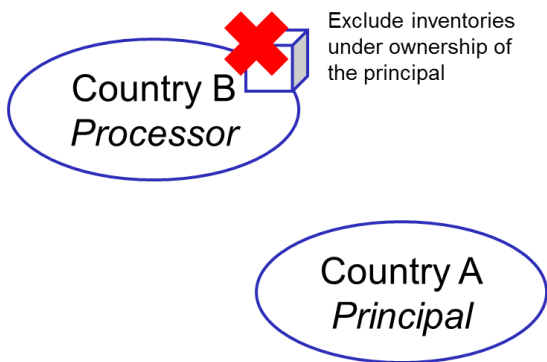 Exclude inventories
under ownership of
the principal
Country B
Processor
Country A
Principal